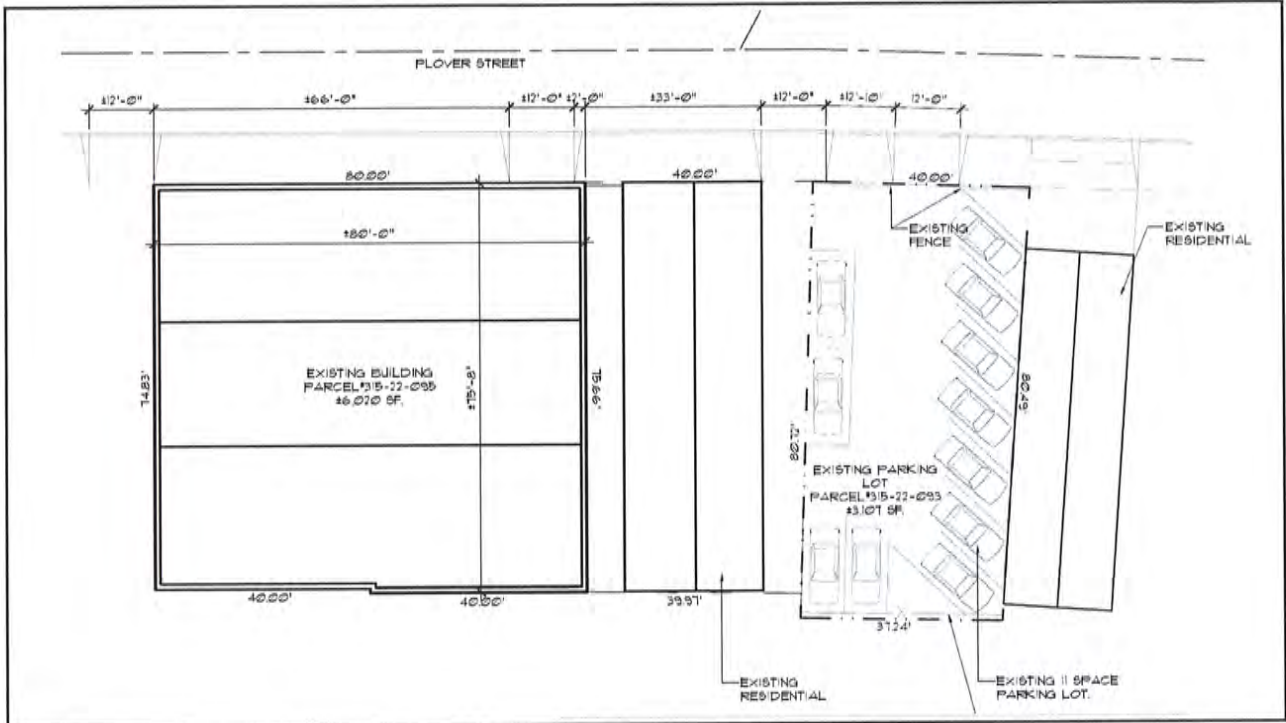 PLOVER STREET
±12'-0"
±66'-0"
±12'-0"
±2'-0"
±33'-0"
±12'-0"
±12'-10"
12'-0"
80.00'
40.00'
40.00'
±80'-0"
EXISTING
FENCE
EXISTING
RESIDENTIAL
74.83'
EXISTING BUILDING
PARCEL#315-22-095
±6,020 SF.
±75'-8"
75.66'
80.72'
80.49'
EXISTING PARKING
LOT
PARCEL#315-22-093
±3,107 SF.
40.00'
40.00'
39.97'
37.24'
EXISTING
RESIDENTIAL
EXISTING 11 SPACE
PARKING LOT.